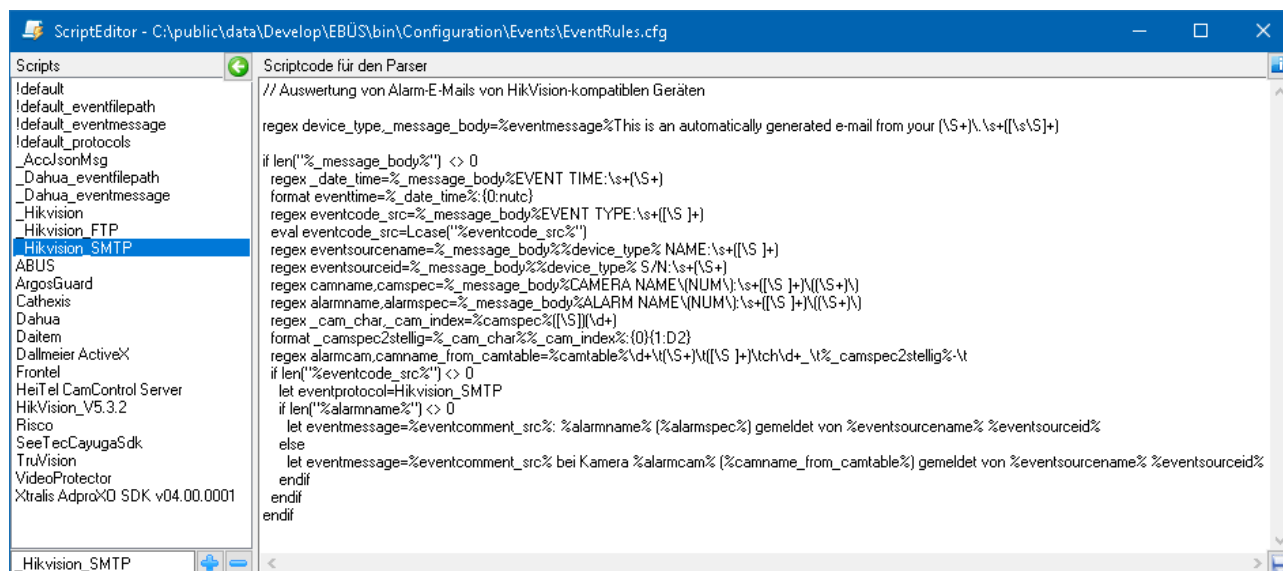 ScriptEditor - C:\public\data\Develop\EBÜS\bin\Configuration\Events\EventRules.cfg
Scripts
!default
!default_eventfilepath
!default_eventmessage
!default_protocols
_AccJsonMsg
_Dahua_eventfilepath
_Dahua_eventmessage
_Hikvision
_Hikvision_FTP
_Hikvision_SMTP
ABUS
ArgosGuard
Cathexis
Dahua
Daitem
Dallmeier ActiveX
Frontel
HeiTel CamControl Server
HikVision_V5.3.2
Risco
SeeTecCayugaSdk
TruVision
VideoProtector
Xtralis AdproXO SDK v04.00.0001
_Hikvision_SMTP
Scriptcode für den Parser
// Auswertung von Alarm-E-Mails von HikVision-kompatiblen Geräten
regex device_type,_message_body=%eventmessage%This is an automatically generated e-mail from your (\S+)\.\s+([\s\S]+)
if len("%_message_body%") <> 0
regex _date_time=%_message_body%EVENT TIME:\s+(\S+)
format eventtime=%_date_time%:{0:nutc}
regex eventcode_src=%_message_body%EVENT TYPE:\s+([\S ]+)
eval eventcode_src=Lcase("%eventcode_src%")
regex eventsourcename=%_message_body%%device_type% NAME:\s+([\S ]+)
regex eventsourceid=%_message_body%%device_type% S/N:\s+(\S+)
regex camname,camspec=%_message_body%CAMERA NAME\(NUM\):\s+([\S ]+)\((\S+)\)
regex alarmname,alarmspec=%_message_body%ALARM NAME\(NUM\):\s+([\S ]+)\((\S+)\)
regex _cam_char,_cam_index=%camspec%([\S])(\d+)
format _camspec2stellig=%_cam_char%%_cam_index%:{0}{1:D2}
regex alarmcam,camname_from_camtable=%camtable%\d+\t(\S+)\t([\S ]+)\tch\d+_\t%_camspec2stellig%-\t
if len("%eventcode_src%") <> 0
let eventprotocol=Hikvision_SMTP
if len("%alarmname%") <> 0
let eventmessage=%eventcomment_src%: %alarmname% (%alarmspec%) gemeldet von %eventsourcename% %eventsourceid%
else
let eventmessage=%eventcomment_src% bei Kamera %alarmcam% (%camname_from_camtable%) gemeldet von %eventsourcename% %eventsourceid%
endif
endif
endif